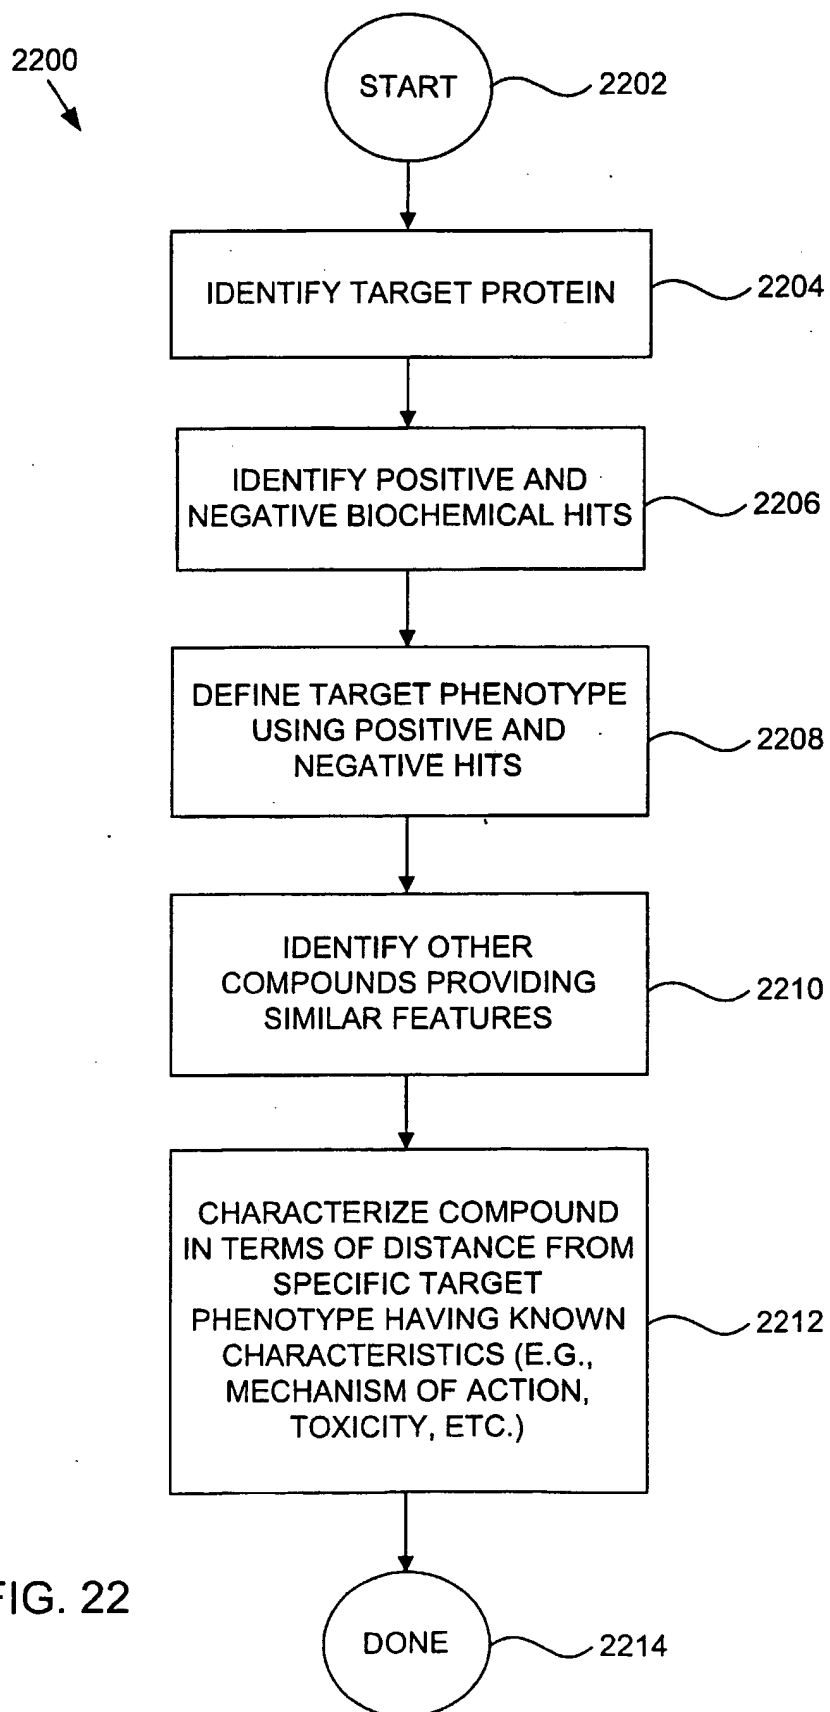 2200
START
2202
IDENTIFY TARGET PROTEIN
2204
IDENTIFY POSITIVE AND
NEGATIVE BIOCHEMICAL HITS
2206
DEFINE TARGET PHENOTYPE
USING POSITIVE AND
NEGATIVE HITS
2208
IDENTIFY OTHER
COMPOUNDS PROVIDING
SIMILAR FEATURES
2210
CHARACTERIZE COMPOUND
IN TERMS OF DISTANCE FROM
SPECIFIC TARGET
PHENOTYPE HAVING KNOWN
CHARACTERISTICS (E.G.,
MECHANISM OF ACTION,
TOXICITY, ETC.)
2212
FIG. 22
DONE
2214